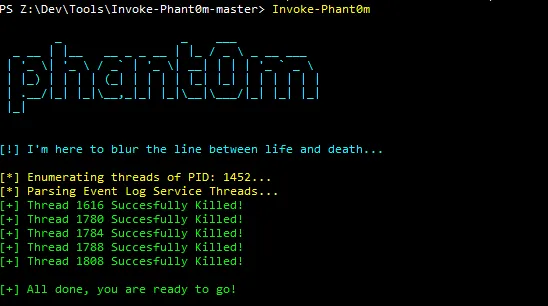 PS Z:\Dev\Tools\Invoke-Phant0m-master> Invoke-Phant0m
phant0m
[!] I'm here to blur the line between life and death...
[*] Enumerating threads of PID: 1452...
[*] Parsing Event Log Service Threads...
[+] Thread 1616 Succesfully Killed!
[+] Thread 1780 Succesfully Killed!
[+] Thread 1784 Succesfully Killed!
[+] Thread 1788 Succesfully Killed!
[+] Thread 1808 Succesfully Killed!
[+] All done, you are ready to go!